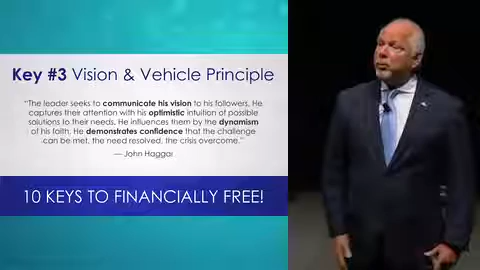 Key #3 Vision & Vehicle Principle
“The leader seeks to communicate his vision to his followers. He
captures their attention with his optimistic intuition of possible
solutions to their needs. He influences them by the dynamism
of his faith. He demonstrates confidence that the challenge
can be met, the need resolved, the crisis overcome.”
— John Haggai
10 KEYS TO FINANCIALLY FREE!